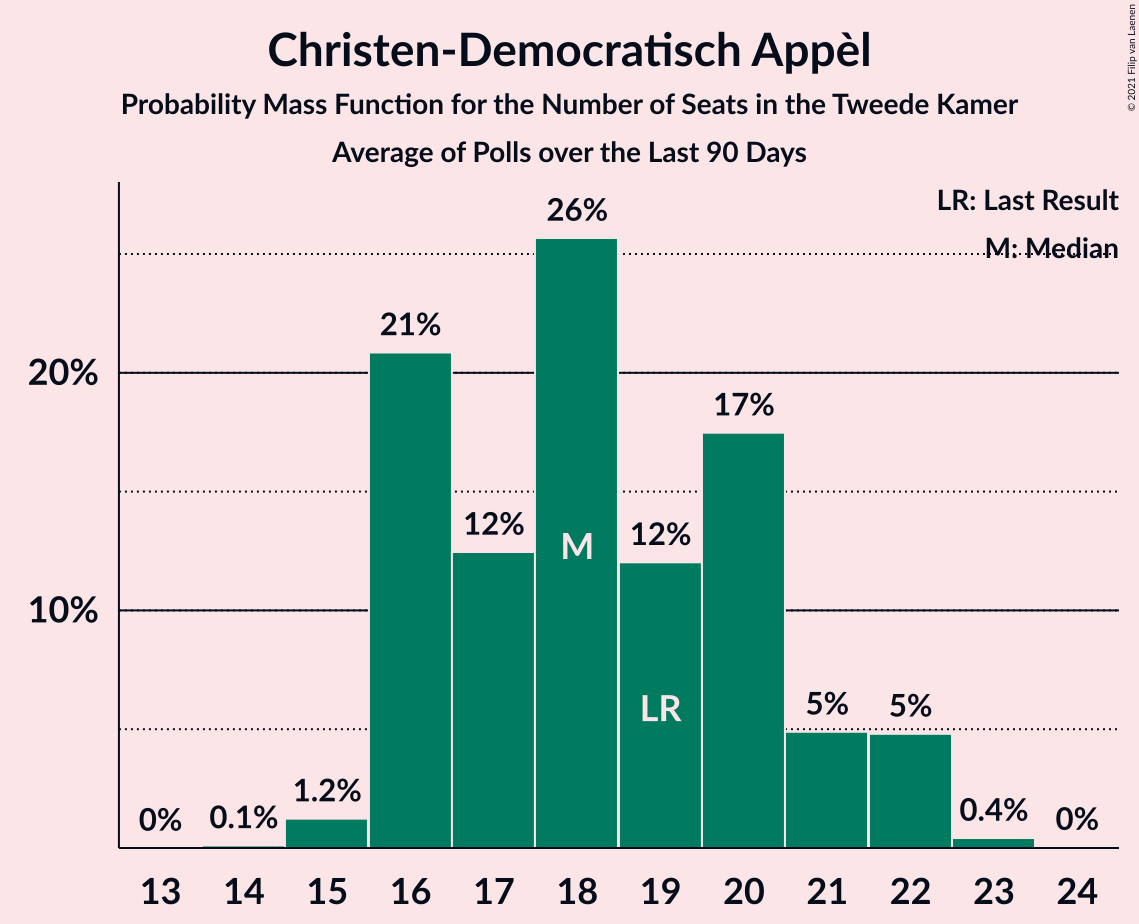 Christen-Democratisch Appèl
Probability Mass Function for the Number of Seats in the Tweede Kamer
Average of Polls over the Last 90 Days
© 2021 Filip van Laenen
LR: Last Result
M: Median
26%
21%
20%
17%
12%
12%
M
10%
LR
5%
5%
1.2%
0%
0.1%
0.4%
0%
13 14 15 16 17 18 19 20 21 22 23 24